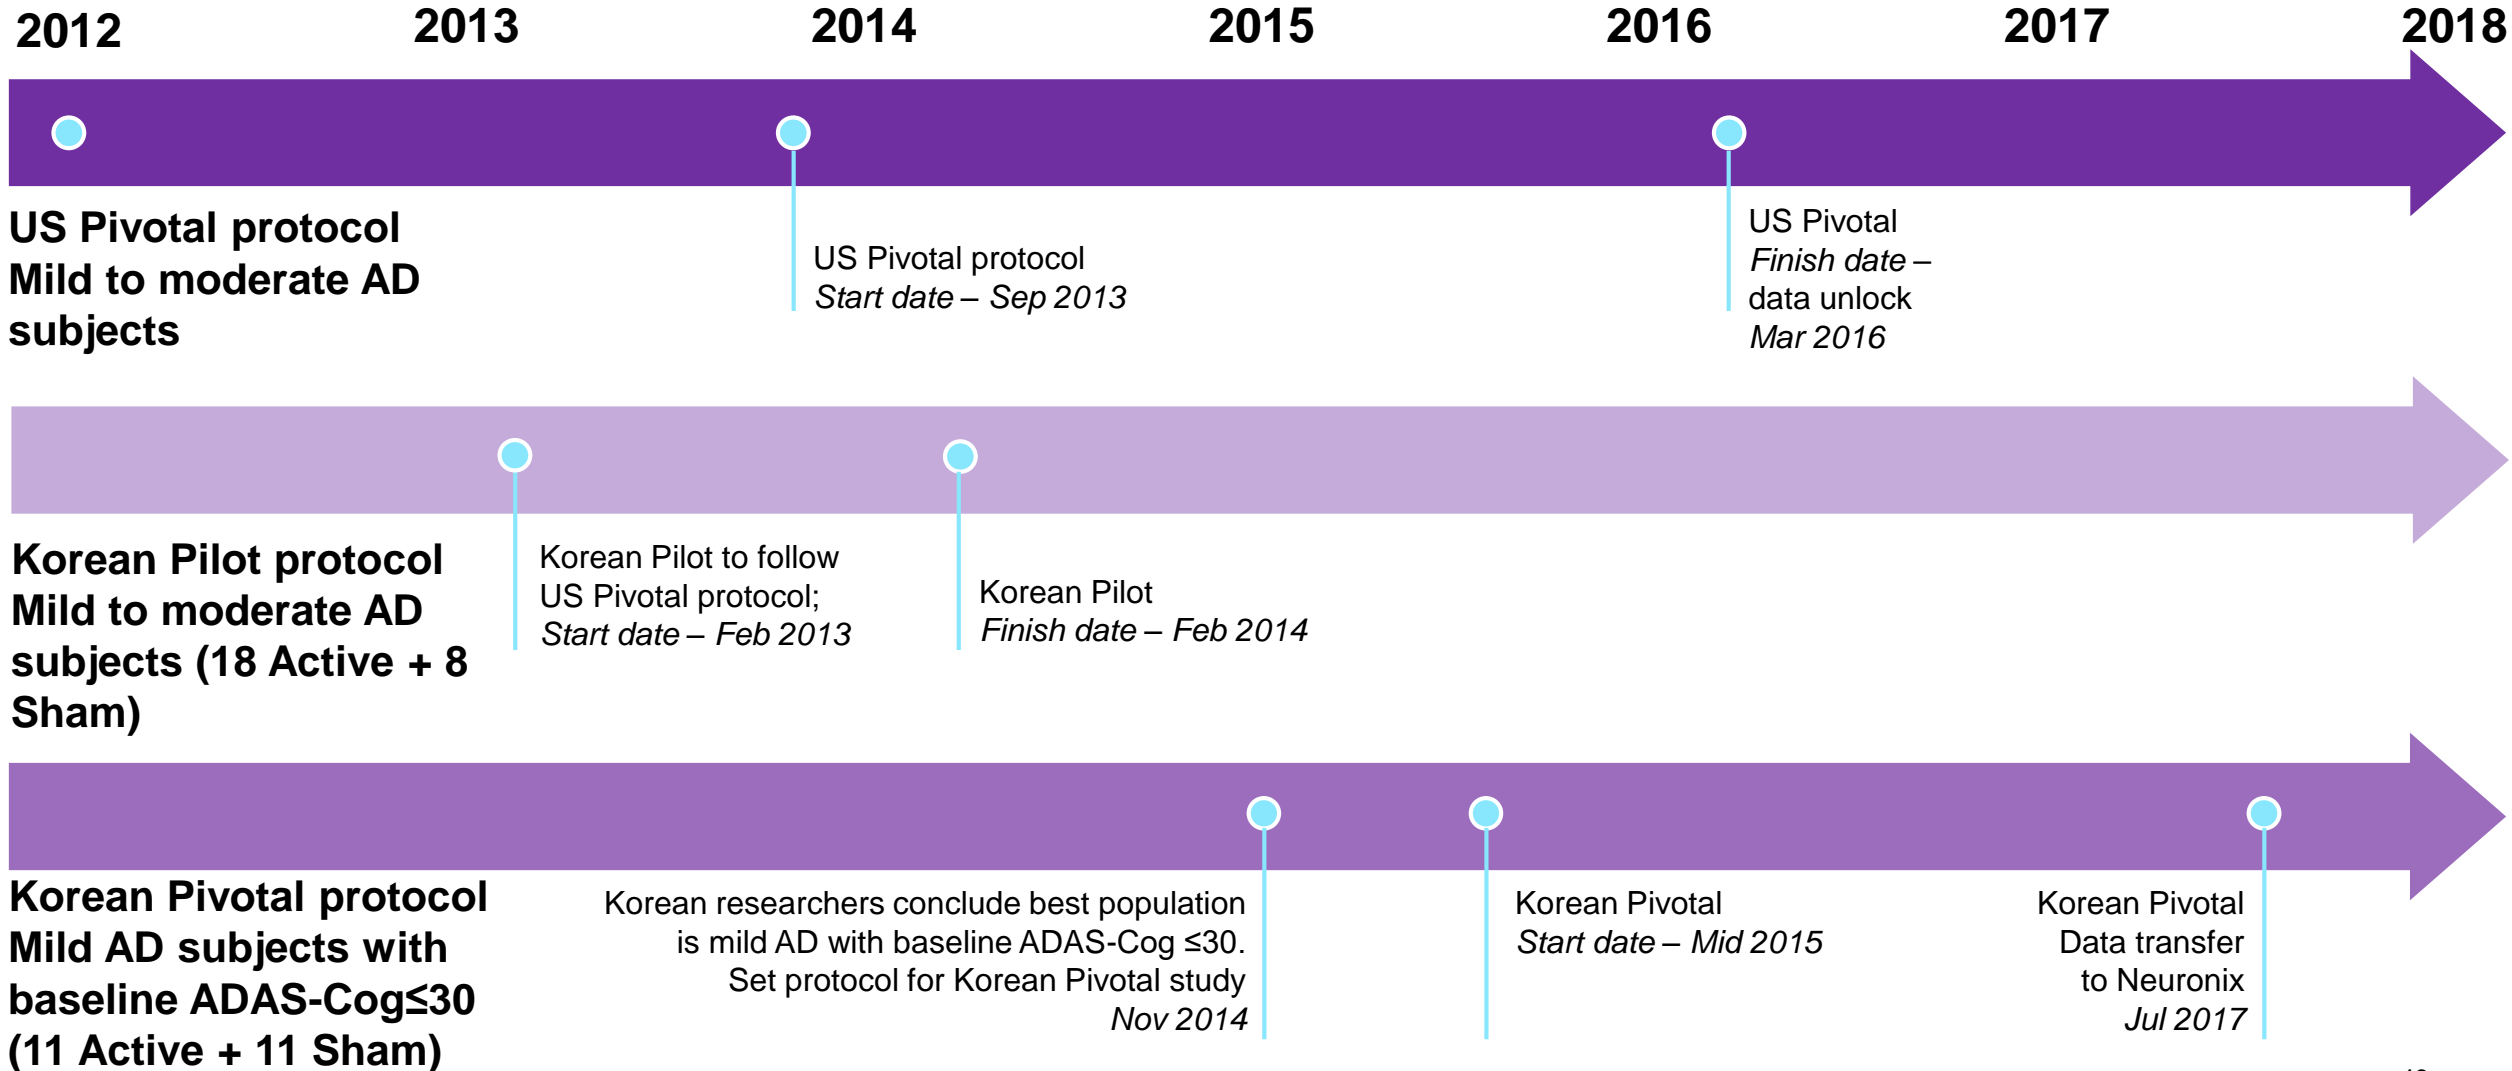 2012 2013 2014 2015 2016 2017 2018
US Pivotal protocol
Mild to moderate AD
subjects
US Pivotal protocol
Start date – Sep 2013
US Pivotal
Finish date –
data unlock
Mar 2016
Korean Pilot protocol
Mild to moderate AD
subjects (18 Active + 8
Sham)
Korean Pilot to follow
US Pivotal protocol;
Start date – Feb 2013
Korean Pilot
Finish date – Feb 2014
Korean Pivotal protocol
Mild AD subjects with
baseline ADAS-Cog≤30
(11 Active + 11 Sham)
Korean researchers conclude best population
is mild AD with baseline ADAS-Cog ≤30.
Set protocol for Korean Pivotal study
Nov 2014
Korean Pivotal
Start date – Mid 2015
Korean Pivotal
Data transfer
to Neuronix
Jul 2017